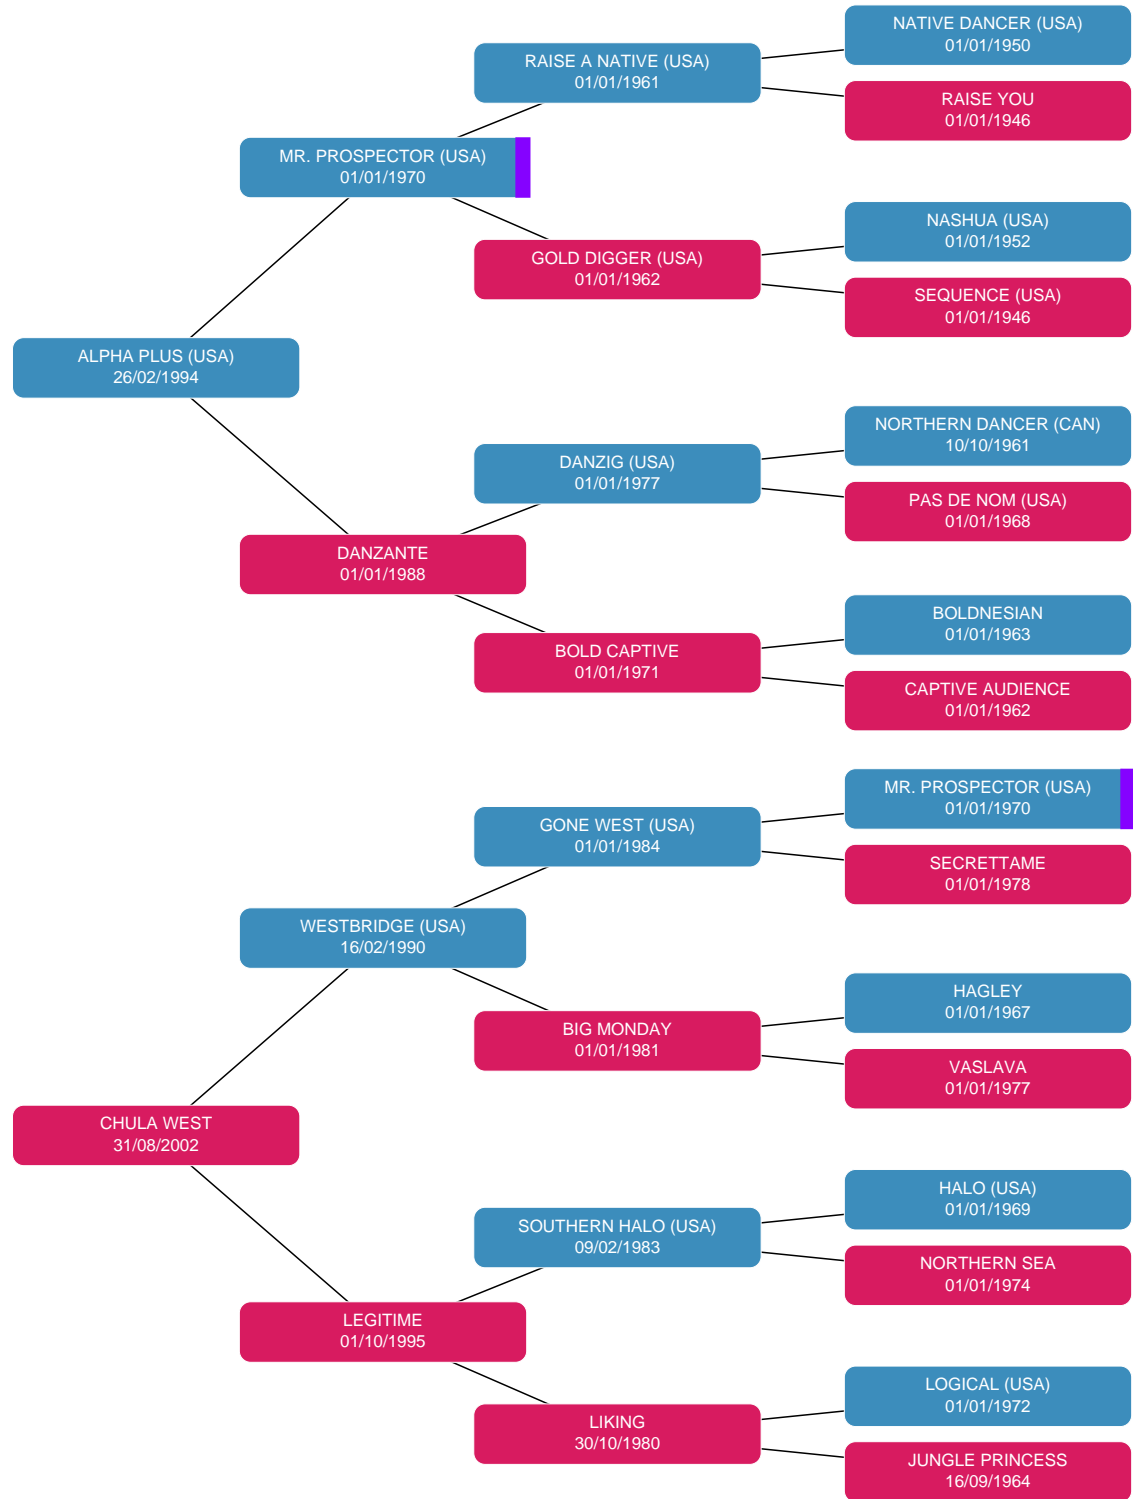 NATIVE DANCER (USA)
01/01/1950
RAISE A NATIVE (USA)
01/01/1961
RAISE YOU
01/01/1946
MR. PROSPECTOR (USA)
01/01/1970
NASHUA (USA)
01/01/1952
GOLD DIGGER (USA)
01/01/1962
SEQUENCE (USA)
01/01/1946
ALPHA PLUS (USA)
26/02/1994
NORTHERN DANCER (CAN)
10/10/1961
DANZIG (USA)
01/01/1977
PAS DE NOM (USA)
01/01/1968
DANZANTE
01/01/1988
BOLDNESIAN
01/01/1963
BOLD CAPTIVE
01/01/1971
CAPTIVE AUDIENCE
01/01/1962
MR. PROSPECTOR (USA)
01/01/1970
GONE WEST (USA)
01/01/1984
SECRETTAME
01/01/1978
WESTBRIDGE (USA)
16/02/1990
HAGLEY
01/01/1967
BIG MONDAY
01/01/1981
VASLAVA
01/01/1977
CHULA WEST
31/08/2002
HALO (USA)
01/01/1969
SOUTHERN HALO (USA)
09/02/1983
NORTHERN SEA
01/01/1974
LEGITIME
01/10/1995
LOGICAL (USA)
01/01/1972
LIKING
30/10/1980
JUNGLE PRINCESS
16/09/1964